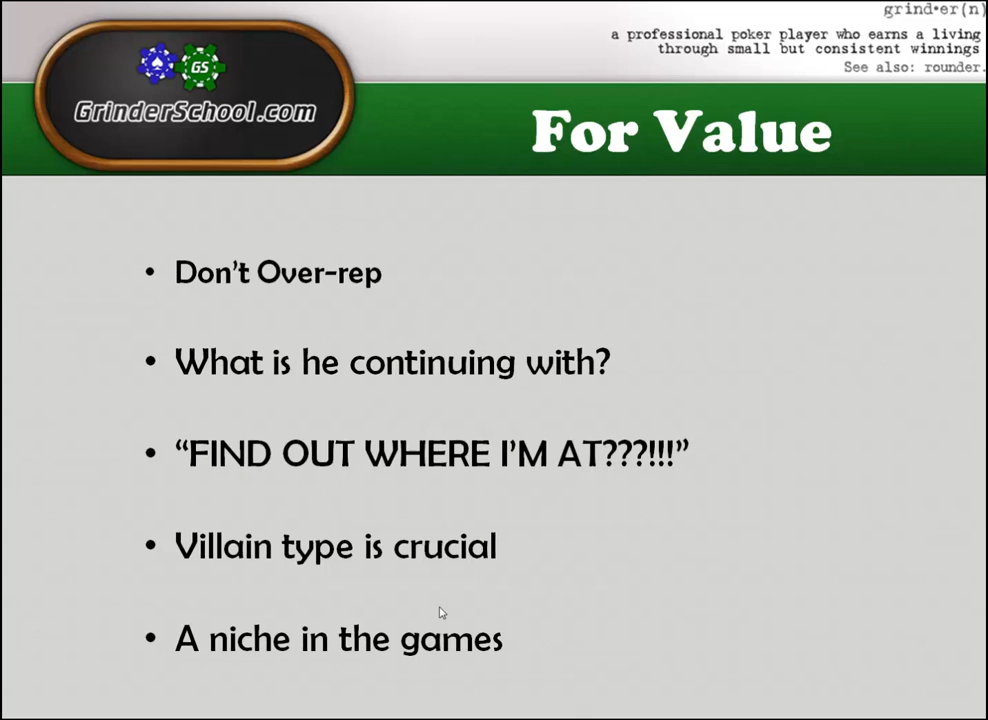 grind•er(n)
a professional poker player who earns a living
through small but consistent winnings
See also: rounder.
GS
GrinderSchool.com
For Value
• Don’t Over-rep
• What is he continuing with?
• “FIND OUT WHERE I’M AT???!!!”
• Villain type is crucial
• A niche in the games